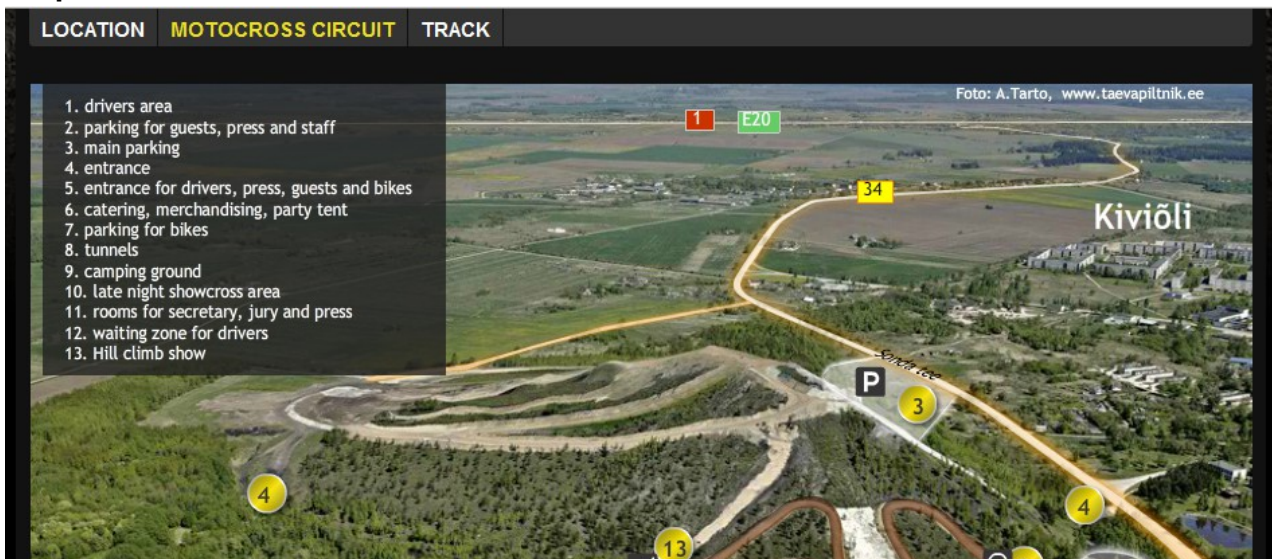 LOCATION MOTOCROSS CIRCUIT TRACK
Foto: A.Tarto, www.taevapiltnik.ee
1. drivers area
2. parking for guests, press and staff
3. main parking
4. entrance
5. entrance for drivers, press, guests and bikes
6. catering, merchandising, party tent
7. parking for bikes
8. tunnels
9. camping ground
10. late night showcross area
11. rooms for secretary, jury and press
12. waiting zone for drivers
13. Hill climb show
1 E20
34
Kiviõli
Sonda tee
P
3
4
4
13